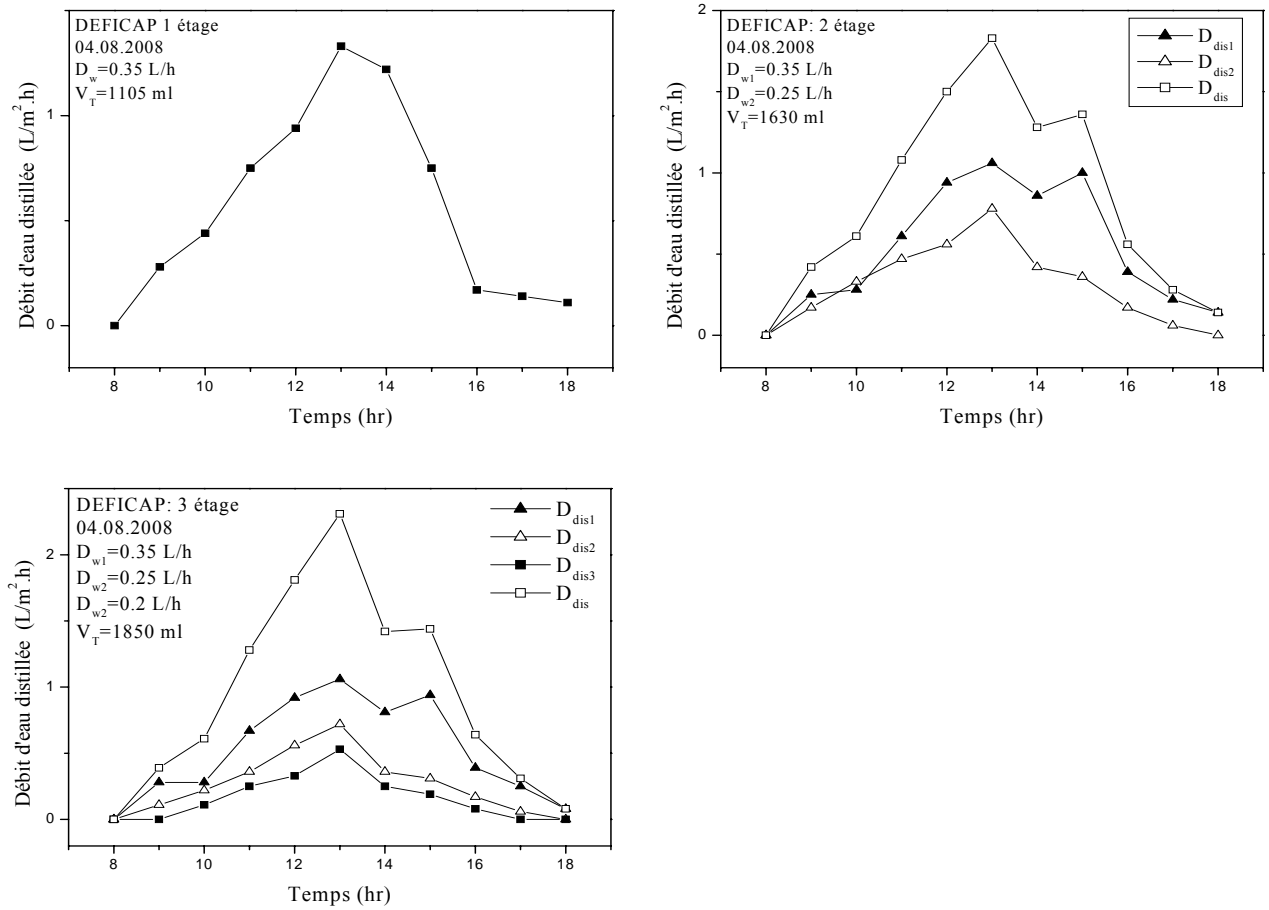 DEFICAP 1 étage
04.08.2008
D_w=0.35 L/h
V_T=1105 ml
Débit d'eau distillée (L/m².h)
1
0
8 10 12 14 16 18
Temps (hr)
DEFICAP: 2 étage
04.08.2008
D_w1=0.35 L/h
D_w2=0.25 L/h
V_T=1630 ml
D_dis1
D_dis2
D_dis
Débit d'eau distillée (L/m².h)
2
1
0
8 10 12 14 16 18
Temps (hr)
DEFICAP: 3 étage
04.08.2008
D_w1=0.35 L/h
D_w2=0.25 L/h
D_w2=0.2 L/h
V_T=1850 ml
D_dis1
D_dis2
D_dis3
D_dis
Débit d'eau distillée (L/m².h)
2
1
0
8 10 12 14 16 18
Temps (hr)